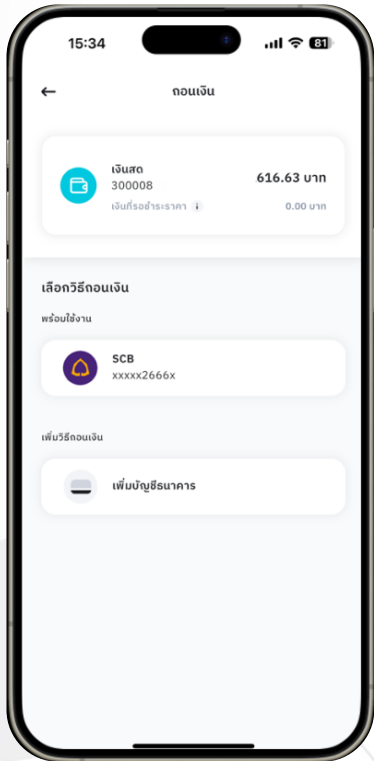 15:34
81
ถอนเงิน
เงินสด
300008
616.63 บาท
เงินที่รอชำระราคา i
0.00 บาท
เลือกวิธีถอนเงิน
พร้อมใช้งาน
SCB
xxxxx2666x
เพิ่มวิธีถอนเงิน
เพิ่มบัญชีธนาคาร